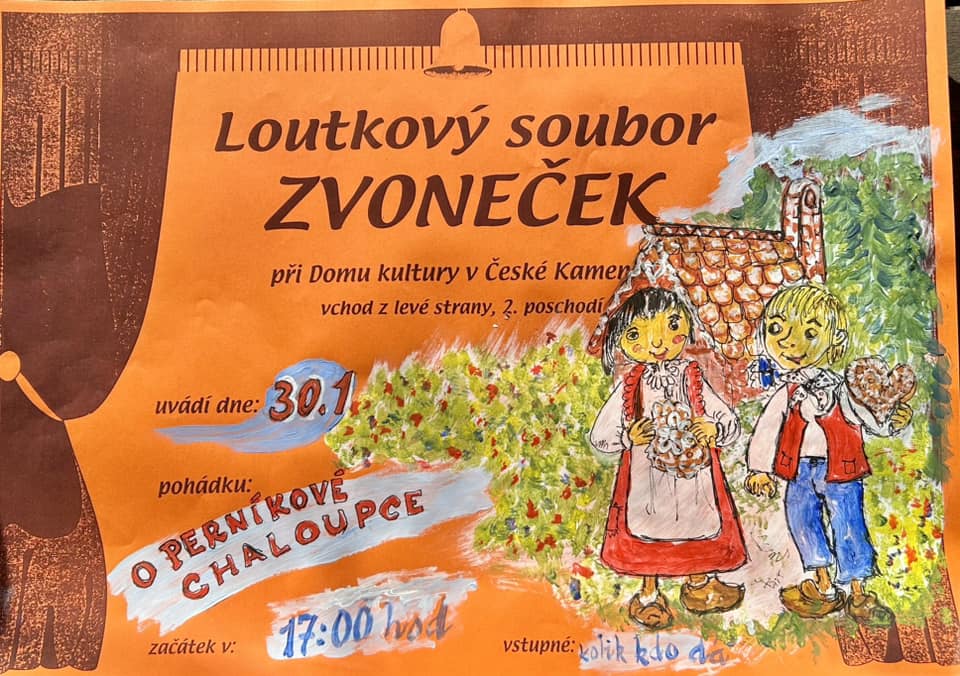 Loutkový soubor
ZVONEČEK
při Domu kultury v České Kamen
vchod z levé strany, 2. poschodí
uvádí dne: 30.1
pohádku:
O PERNÍKOVÉ
CHALOUPCE
začátek v: 17:00 hod
vstupné: kolik kdo dá